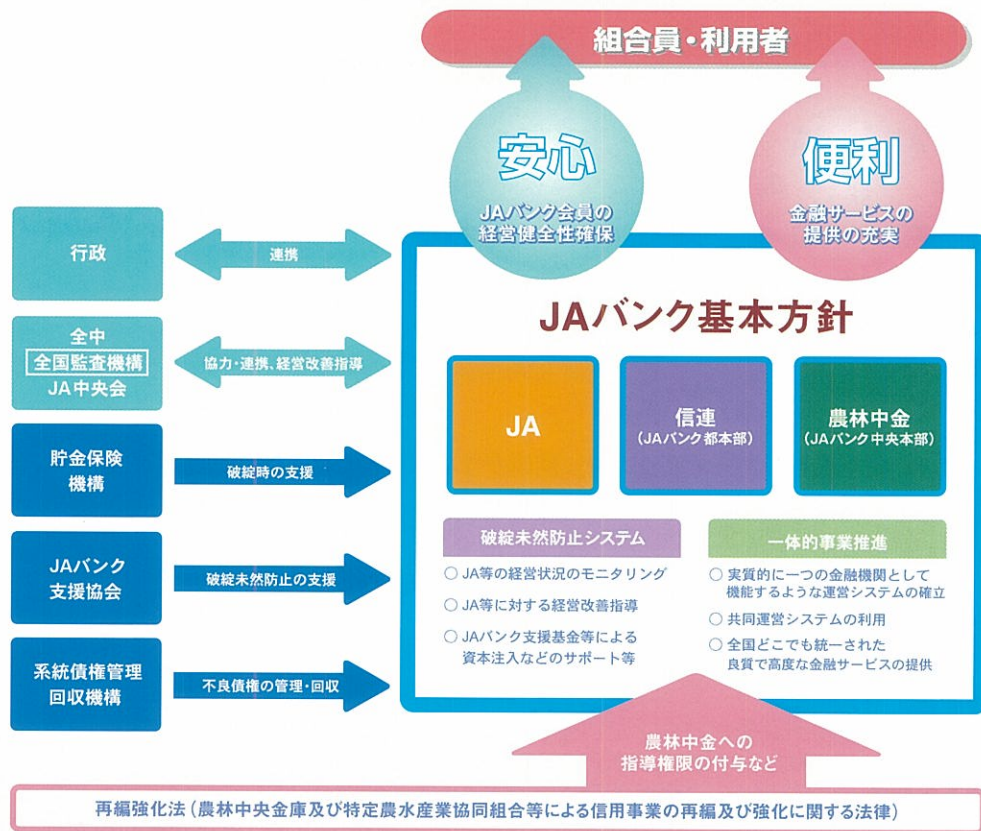 組合員・利用者
安心
JAバンク会員の
経営健全性確保
便利
金融サービスの
提供の充実
行政
連携
全中
全国監査機構
JA中央会
協力・連携、経営改善指導
貯金保険
機構
破綻時の支援
JAバンク
支援協会
破綻未然防止の支援
系統債権管理
回収機構
不良債権の管理・回収
JAバンク基本方針
JA
信連
(JAバンク都本部)
農林中金
(JAバンク中央本部)
破綻未然防止システム
○ JA等の経営状況のモニタリング
○ JA等に対する経営改善指導
○ JAバンク支援基金等による
資本注入などのサポート等
一体的事業推進
○ 実質的に一つの金融機関として
機能するような運営システムの確立
○ 共同運営システムの利用
○ 全国どこでも統一された
良質で高度な金融サービスの提供
農林中金への
指導権限の付与など
再編強化法(農林中央金庫及び特定農水産業協同組合等による信用事業の再編及び強化に関する法律)